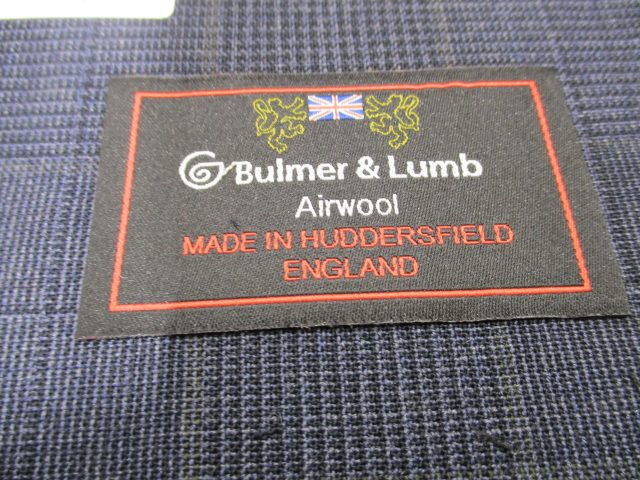 Bulmer & Lumb
Airwool
MADE IN HUDDERSFIELD
ENGLAND